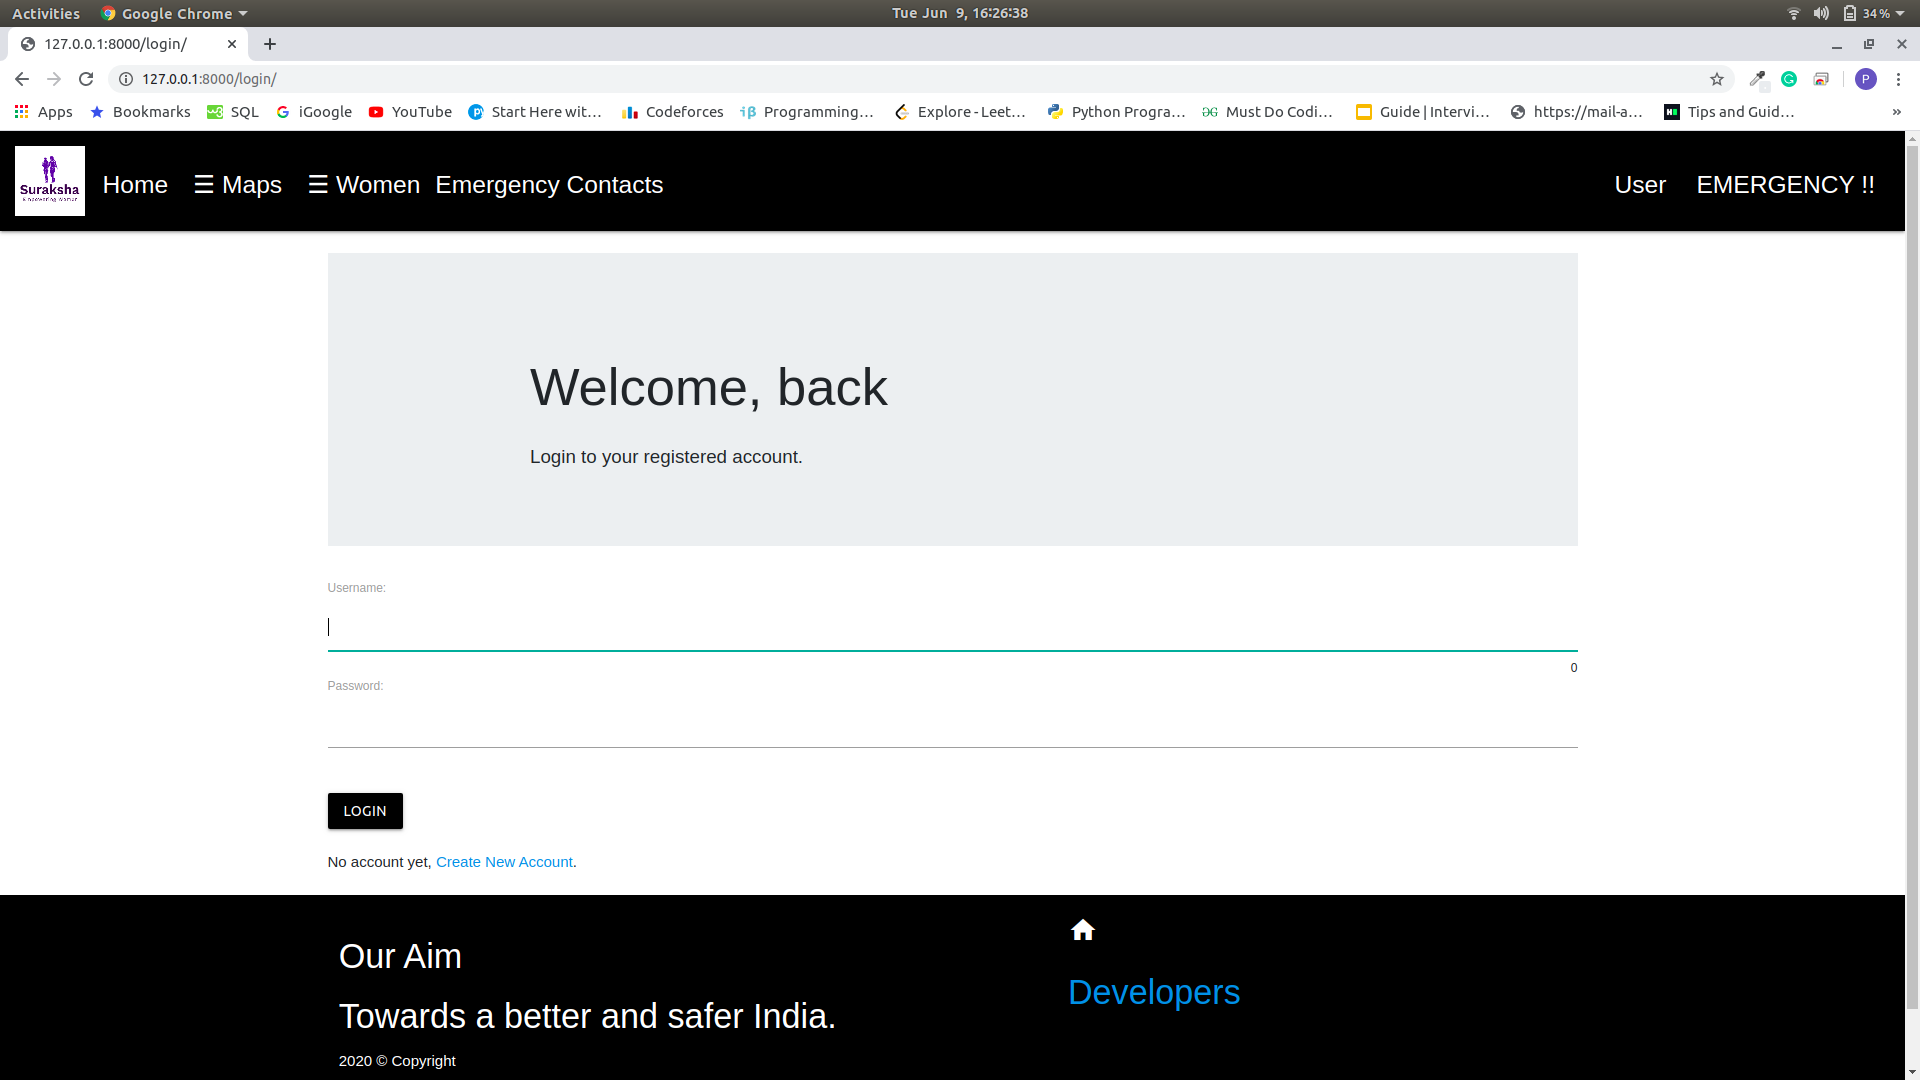 Activities Google Chrome Tue Jun 9, 16:26:38 34%
127.0.0.1:8000/login/
127.0.0.1:8000/login/ P
Apps Bookmarks SQL iGoogle YouTube Start Here wit... Codeforces Programming... Explore - Leet... Python Progra... Must Do Codi... Guide | Intervi... https://mail-a... Tips and Guid... »
Suraksha
Empowering Woman
Home ☰ Maps ☰ Women Emergency Contacts User EMERGENCY !!
Welcome, back
Login to your registered account.
Username:
0
Password:
LOGIN
No account yet, Create New Account.
Our Aim
Developers
Towards a better and safer India.
2020 © Copyright